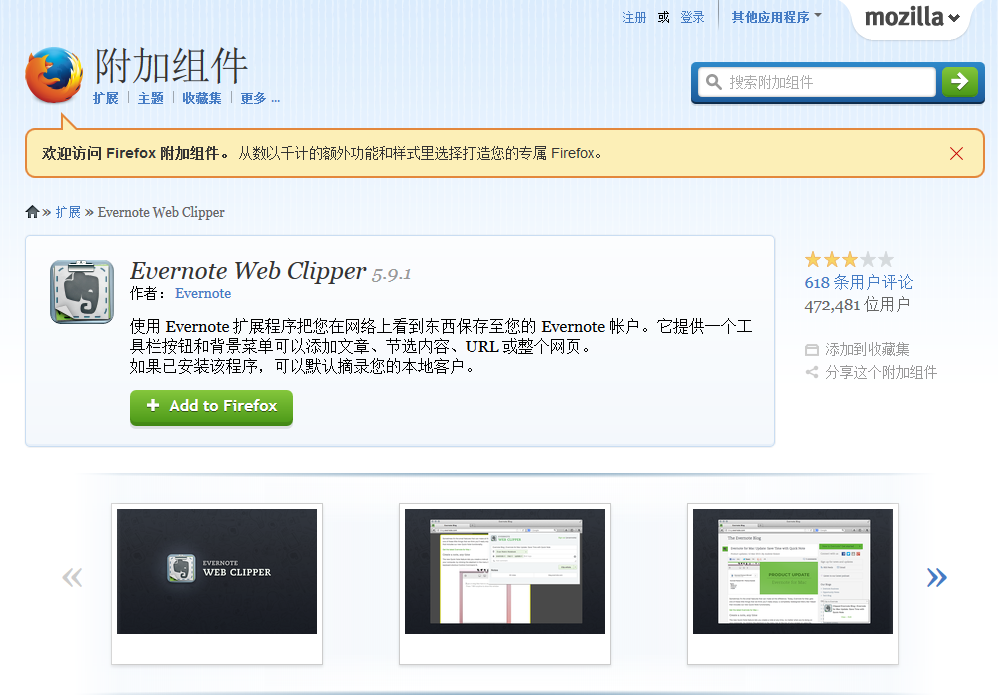 注册 或 登录 其他应用程序
mozilla
附加组件
扩展 主题 收藏集 更多 ...
搜索附加组件
欢迎访问 Firefox 附加组件。 从数以千计的额外功能和样式里选择打造您的专属 Firefox。
» 扩展 » Evernote Web Clipper
Evernote Web Clipper 5.9.1
作者： Evernote
使用 Evernote 扩展程序把您在网络上看到东西保存至您的 Evernote 帐户。它提供一个工
具栏按钮和背景菜单可以添加文章、节选内容、URL 或整个网页。
如果已安装该程序，可以默认摘录您的本地客户。
+ Add to Firefox
618 条用户评论
472,481 位用户
添加到收藏集
分享这个附加组件
« »
EVERNOTE
WEB CLIPPER
The Evernote Blog
PRODUCT UPDATE